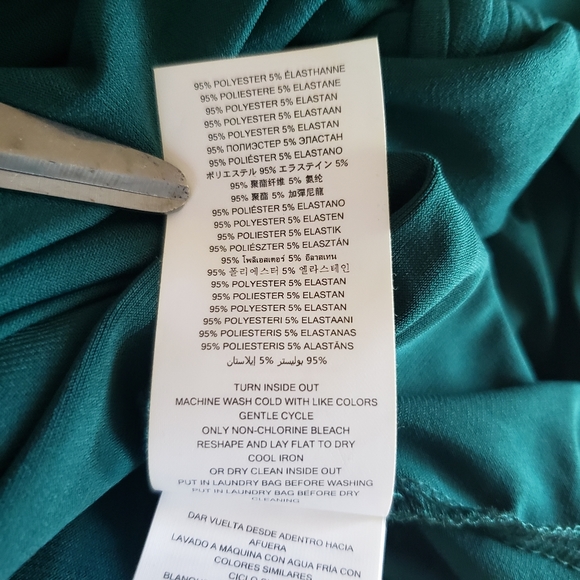 95% POLYESTER 5% ÉLASTHANNE
95% POLIESTERE 5% ELASTANE
95% POLYESTER 5% ELASTAN
95% POLYESTER 5% ELASTAAN
95% POLYESTER 5% ELASTAN
95% ПОЛИЭСТЕР 5% ЭЛАСТАН
95% POLIÉSTER 5% ELASTANO
ポリエステル 95% エラステイン 5%
95% 聚酯纤维 5% 氨纶
95% 聚酯 5% 加彈尼龍
95% POLIÉSTER 5% ELASTANO
95% POLYESTER 5% ELASTEN
95% POLIESTER 5% ELASTIK
95% POLIÉSZTER 5% ELASZTÁN
95% โพลีเอสเตอร์ 5% อีลาสเทน
95% 폴리에스터 5% 엘라스테인
95% POLYESTER 5% ELASTAN
95% POLIESTER 5% ELASTAN
95% POLYESTER 5% ELASTAN
95% POLYESTERI 5% ELASTAANI
95% POLIESTERIS 5% ELASTANAS
95% POLIESTERIS 5% ALASTĀNS
95% بوليستر 5% إيلاستان
TURN INSIDE OUT
MACHINE WASH COLD WITH LIKE COLORS
GENTLE CYCLE
ONLY NON-CHLORINE BLEACH
RESHAPE AND LAY FLAT TO DRY
COOL IRON
OR DRY CLEAN INSIDE OUT
PUT IN LAUNDRY BAG BEFORE WASHING
PUT IN LAUNDRY BAG BEFORE DRY
CLEANING
DAR VUELTA DESDE ADENTRO HACIA
AFUERA
LAVADO A MAQUINA CON AGUA FRÍA CON
COLORES SIMILARES